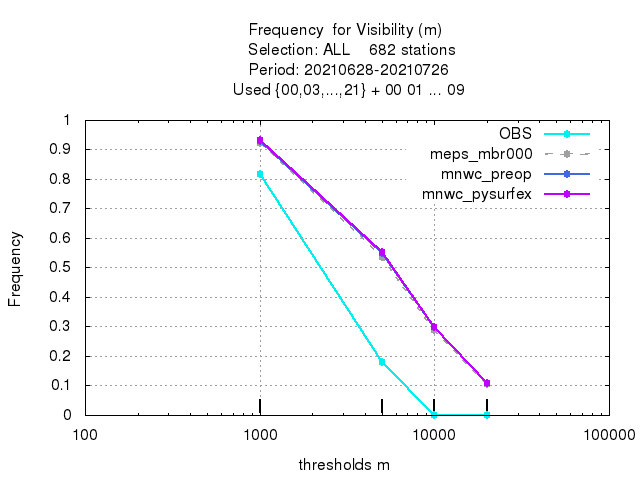 Frequency  for Visibility (m)
Selection: ALL    682 stations
Period: 20210628-20210726
Used {00,03,...,21} + 00 01 ... 09
1
0.9
0.8
0.7
0.6
0.5
0.4
0.3
0.2
0.1
0
Frequency
OBS
meps_mbr000
mnwc_preop
mnwc_pysurfex
100 1000 10000 100000
thresholds m